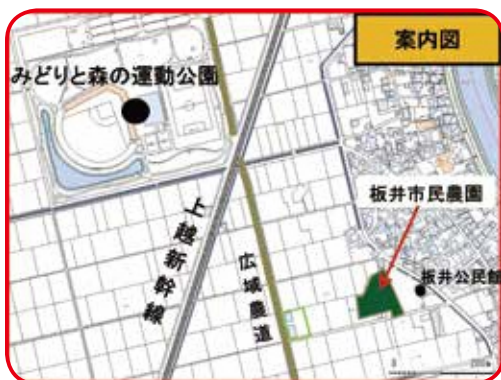 案内図
みどりと森の運動公園
板井市民農園
上越新幹線
広域農道
板井公民館